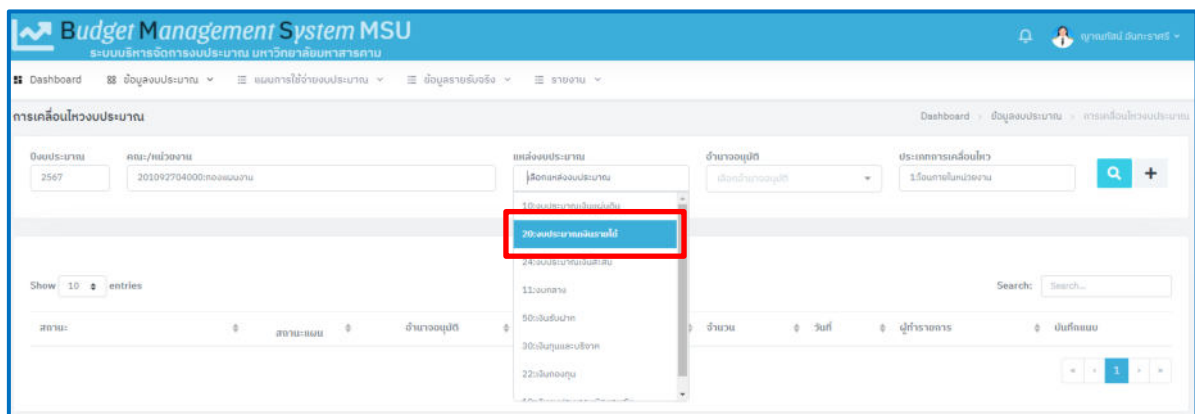 Budget Management System MSU
ระบบบริหารจัดการงบประมาณ มหาวิทยาลัยมหาสารคาม
Dashboard ข้อมูลงบประมาณ แผนการใช้จ่ายงบประมาณ ข้อมูลรายรับจริง รายงาน
การเคลื่อนไหวงบประมาณ Dashboard ข้อมูลงบประมาณ การเคลื่อนไหวงบประมาณ
ปีงบประมาณ คณะ/หน่วยงาน แหล่งงบประมาณ อำนาจอนุมัติ ประเภทการเคลื่อนไหว
2567 201092704000:กองแผนงาน เลือกแหล่งงบประมาณ เลือกอำนาจอนุมัติ 1:โอนภายในหน่วยงาน
10:งบประมาณเงินแผ่นดิน
20:งบประมาณเงินรายได้
24:งบประมาณเงินสะสม
Show 10 entries Search: Search...
11:งบกลาง
50:เงินรับฝาก
สถานะ สถานะแผน อำนาจอนุมัติ จำนวน วันที่ ผู้ทำรายการ บันทึกแผน
30:เงินทุนและบริจาค
22:เงินกองทุน
« ‹ 1 › »